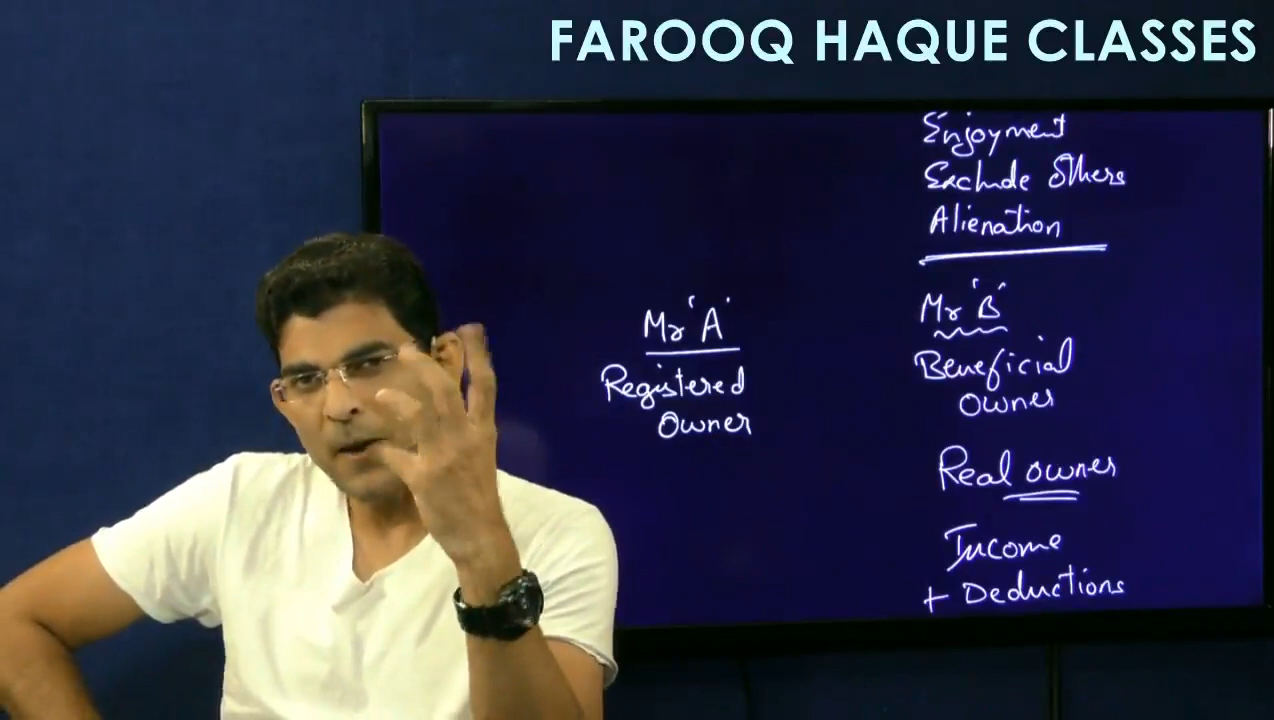 FAROOQ HAQUE CLASSES
Enjoyment
Exclude Others
Alienation
Mr 'A'
Registered
Owner
Mr 'B'
Beneficial
Owner
Real owner
Income
+ Deductions